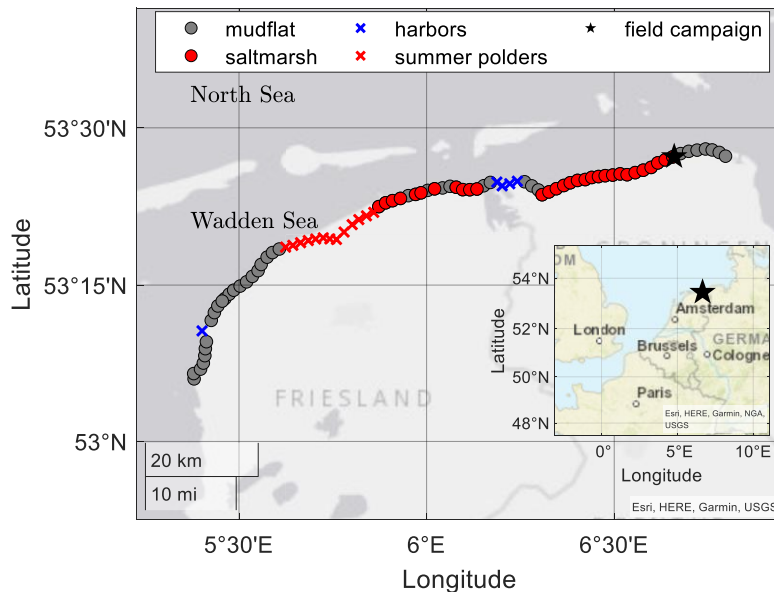 mudflat
harbors
field campaign
saltmarsh
summer polders
North Sea
53°30'N
Wadden Sea
Latitude
53°15'N
54°N
OM
Amsterdam
London
52°N
GERMA
Brussels
Cologne
Latitude
50°N
FRIESLAND
Paris
Esri, HERE, Garmin, NGA,
USGS
48°N
53°N
0°
5°E
10°E
20 km
Longitude
10 mi
Esri, HERE, Garmin, USGS
5°30'E
6°E
6°30'E
Longitude